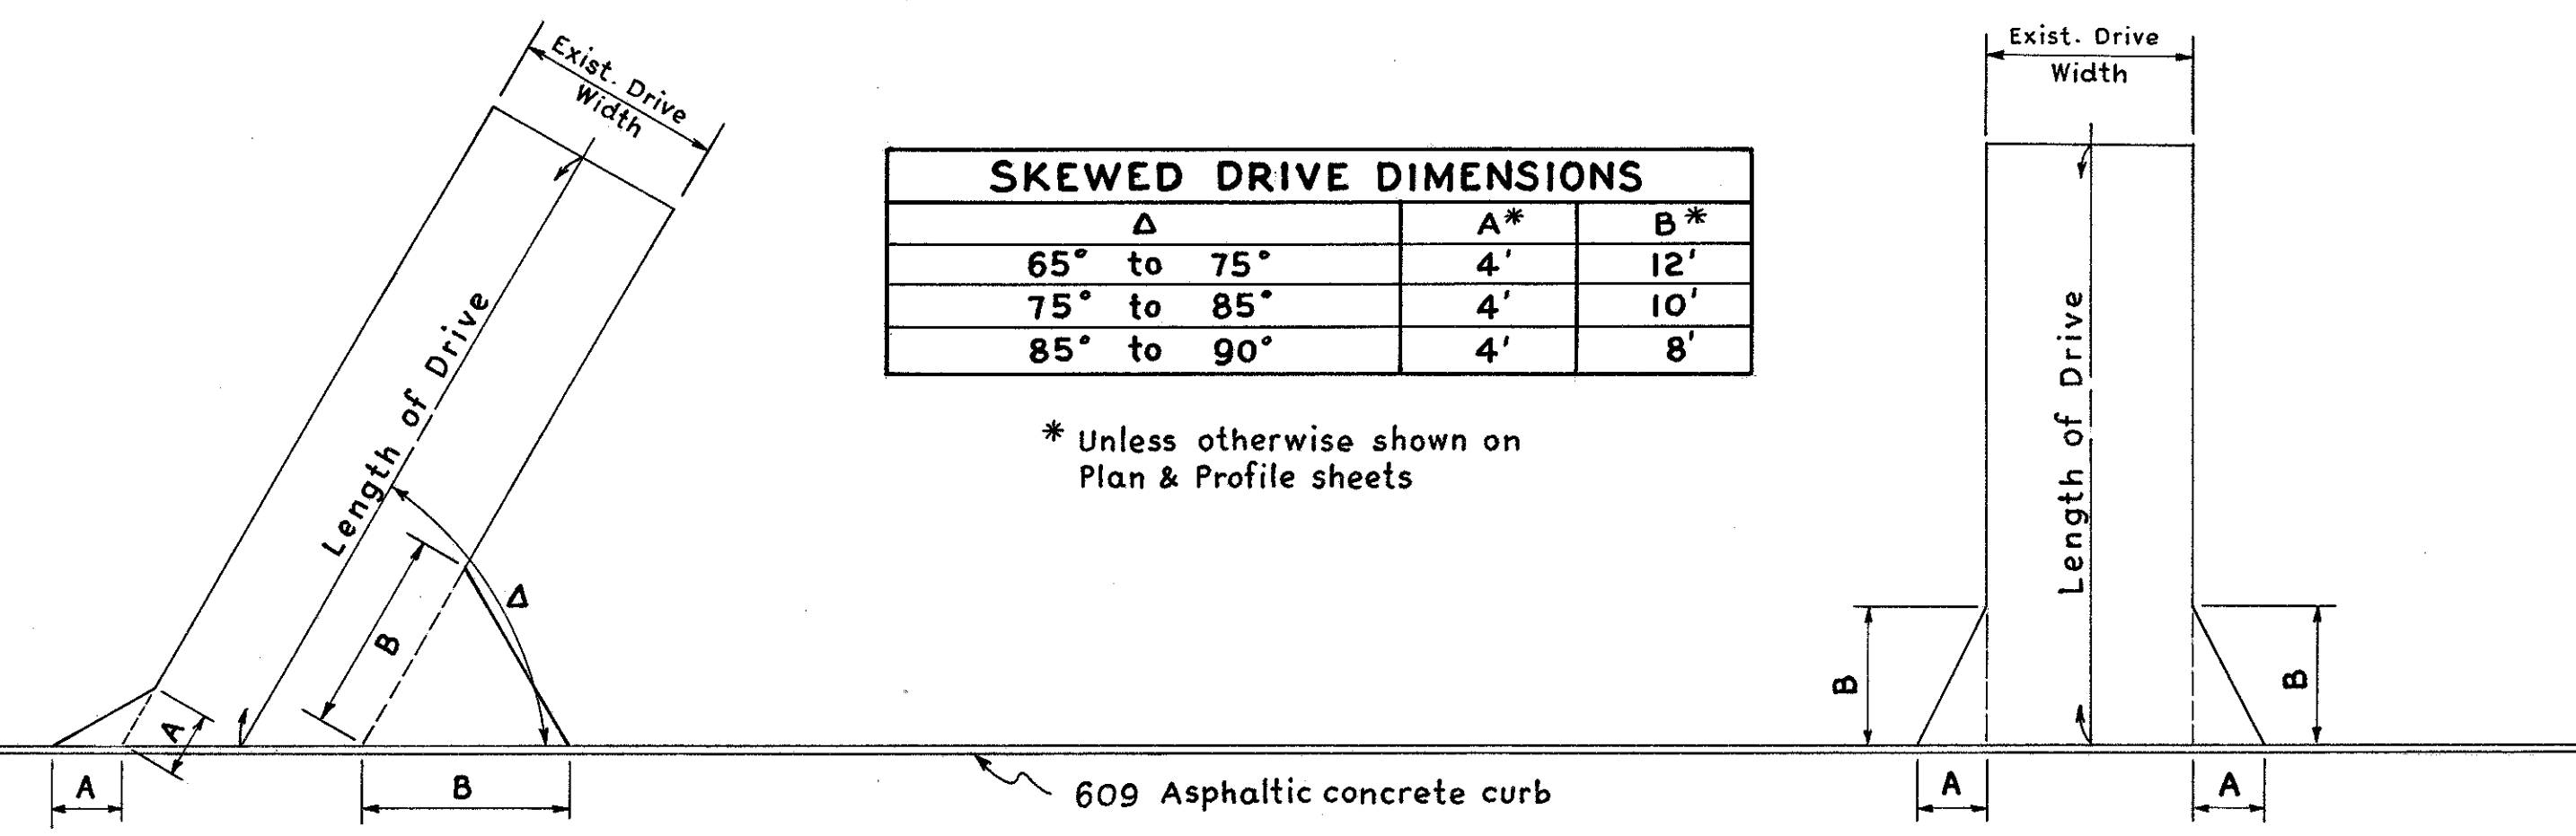 Exist. Drive
Width
Length of Drive
Δ
B
A
A
B
SKEWED DRIVE DIMENSIONS
Δ A* B*
65° to 75° 4' 12'
75° to 85° 4' 10'
85° to 90° 4' 8'
* Unless otherwise shown on
Plan & Profile sheets
609 Asphaltic concrete curb
Exist. Drive
Width
Length of Drive
B
B
A
A